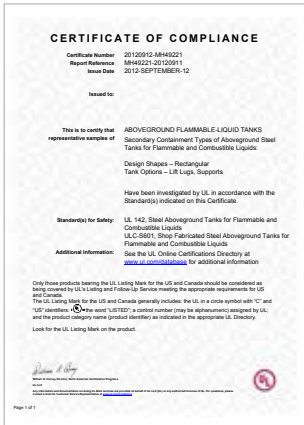 CERTIFICATE OF COMPLIANCE
Certificate Number 20120912-MH49221
Report Reference MH49221-20120911
Issue Date 2012-SEPTEMBER-12
Issued to:
This is to certify that ABOVEGROUND FLAMMABLE-LIQUID TANKS
representative samples of Secondary Containment Types of Aboveground Steel
Tanks for Flammable and Combustible Liquids:
Design Shapes – Rectangular
Tank Options – Lift Lugs, Supports
Have been investigated by UL in accordance with the
Standard(s) indicated on this Certificate.
Standard(s) for Safety: UL 142, Steel Aboveground Tanks for Flammable and
Combustible Liquids
ULC-S601, Shop Fabricated Steel Aboveground Tanks for
Flammable and Combustible Liquids
Additional Information: See the UL Online Certifications Directory at
www.ul.com/database for additional information
Only those products bearing the UL Listing Mark for the US and Canada should be considered as
being covered by UL's Listing and Follow-Up Service meeting the appropriate requirements for US
and Canada.
The UL Listing Mark for the US and Canada generally includes: the UL in a circle symbol with "C" and
"US" identifiers: the word "LISTED"; a control number (may be alphanumeric) assigned by UL;
and the product category name (product identifier) as indicated in the appropriate UL Directory.
Look for the UL Listing Mark on the product.
Page 1 of 1